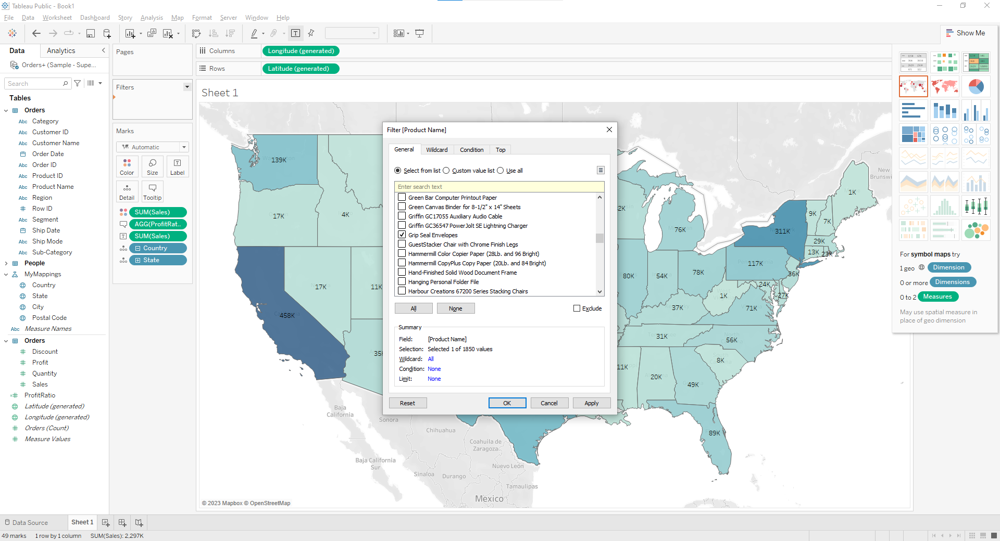 Tableau Public - Book1
File Data Worksheet Dashboard Story Analysis Map Format Server Window Help
Show Me
Data Analytics
Pages
Columns Longitude (generated)
Orders+ (Sample - Supe...
Rows Latitude (generated)
Search
Filters
Sheet 1
Tables
Orders
Abc Category
Abc Customer ID
Abc Customer Name
Order Date
Abc Order ID
Abc Product ID
Abc Product Name
Abc Region
Row ID
Abc Segment
Ship Date
Abc Ship Mode
Abc Sub-Category
People
MyMappings
Country
State
City
Postal Code
Abc Measure Names
Orders
Discount
Profit
Quantity
Sales
ProfitRatio
Latitude (generated)
Longitude (generated)
Orders (Count)
Measure Values
Marks
Automatic
Color Size Label
Detail Tooltip
SUM(Sales)
AGG(ProfitRat..
SUM(Sales)
Country
State
139K
17K
4K
17K
11K
458K
35K
Filter [Product Name]
General Wildcard Condition Top
Select from list Custom value list Use all
Enter search text
Green Bar Computer Printout Paper
Green Canvas Binder for 8-1/2" x 14" Sheets
Griffin GC17055 Auxiliary Audio Cable
Griffin GC36547 PowerJolt SE Lightning Charger
Grip Seal Envelopes
GuestStacker Chair with Chrome Finish Legs
Hammermill Color Copier Paper (28Lb. and 96 Bright)
Hammermill CopyPlus Copy Paper (20Lb. and 84 Bright)
Hand-Finished Solid Wood Document Frame
Hanging Personal Folder File
Harbour Creations 67200 Series Stacking Chairs
All None Exclude
Summary
Field: [Product Name]
Selection: Selected 1 of 1850 values
Wildcard: All
Condition: None
Limit: None
Reset OK Cancel Apply
New
Brunswi
1K
2K
76K
9K
7K
311K
29K
13K 23K
117K
36K
80K
54K
78K
24K
27K
1K
37K
71K
31K
56K
8K
11K
20K
49K
89K
Baja
California
Sonora
Chihuahua
Coahuila de
Zaragoza
Baja California
Sur
Nuevo León
Sinaloa
Durango
Tamaulipas
Mexico
© 2023 Mapbox © OpenStreetMap
For symbol maps try
1 geo Dimension
0 or more Dimensions
0 to 2 Measures
May use spatial measure in
place of geo dimension
Data Source Sheet 1
49 marks 1 row by 1 column SUM(Sales): 2,297K